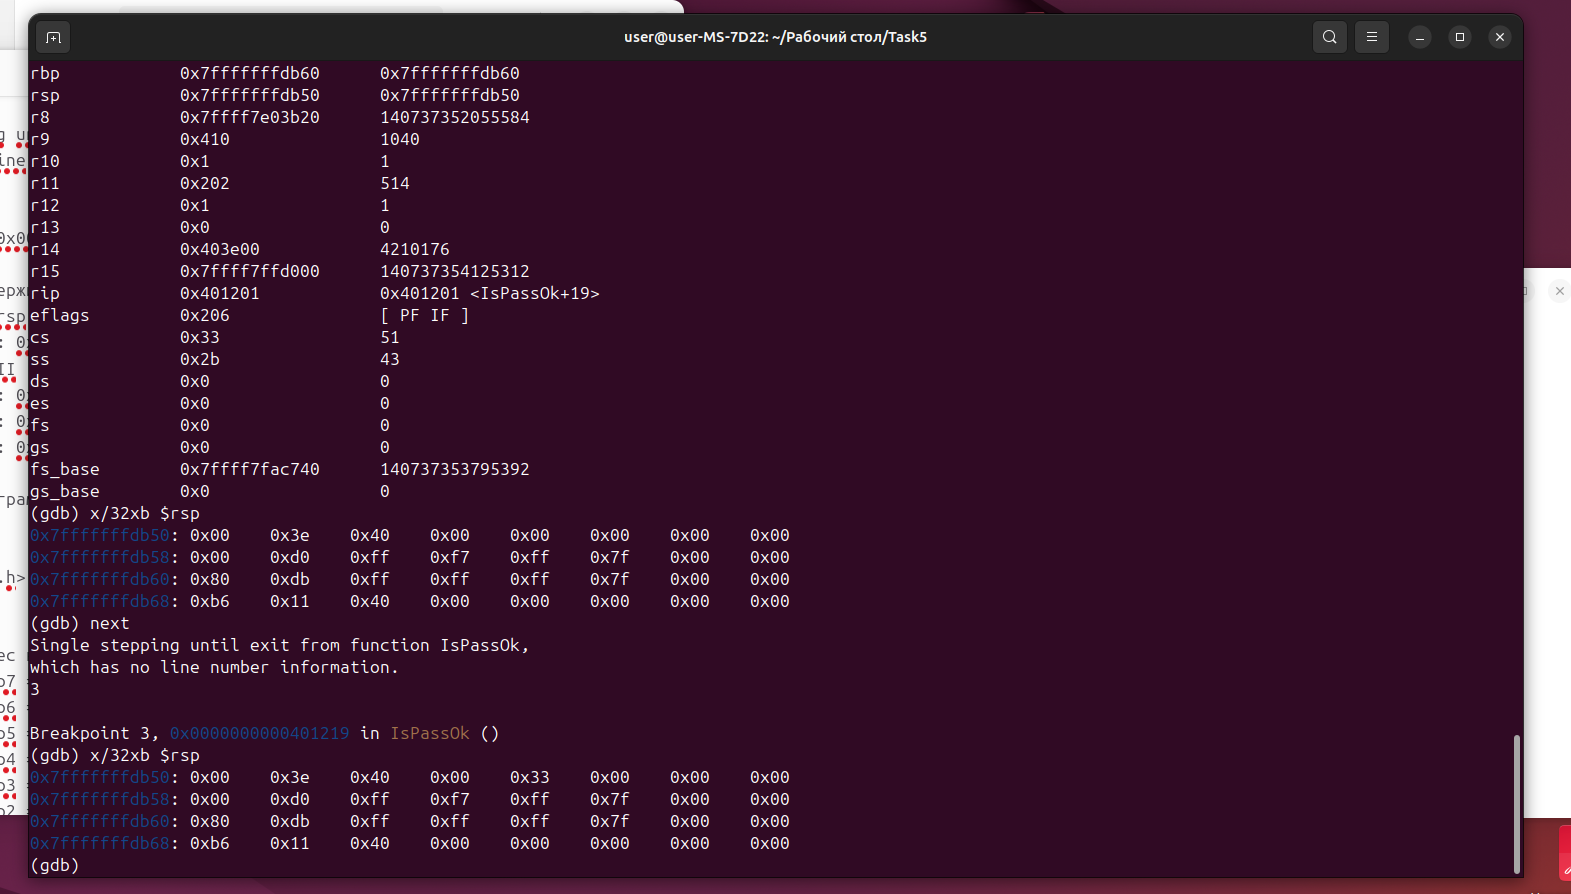 user@user-MS-7D22: ~/Рабочий стол/Task5
rbp 0x7fffffffdb60 0x7fffffffdb60
rsp 0x7fffffffdb50 0x7fffffffdb50
r8 0x7ffff7e03b20 140737352055584
r9 0x410 1040
r10 0x1 1
r11 0x202 514
r12 0x1 1
r13 0x0 0
r14 0x403e00 4210176
r15 0x7ffff7ffd000 140737354125312
rip 0x401201 0x401201 <IsPassOk+19>
eflags 0x206 [ PF IF ]
cs 0x33 51
ss 0x2b 43
ds 0x0 0
es 0x0 0
fs 0x0 0
gs 0x0 0
fs_base 0x7ffff7fac740 140737353795392
gs_base 0x0 0
(gdb) x/32xb $rsp
0x7fffffffdb50: 0x00 0x3e 0x40 0x00 0x00 0x00 0x00 0x00
0x7fffffffdb58: 0x00 0xd0 0xff 0xf7 0xff 0x7f 0x00 0x00
0x7fffffffdb60: 0x80 0xdb 0xff 0xff 0xff 0x7f 0x00 0x00
0x7fffffffdb68: 0xb6 0x11 0x40 0x00 0x00 0x00 0x00 0x00
(gdb) next
Single stepping until exit from function IsPassOk,
which has no line number information.
3
Breakpoint 3, 0x0000000000401219 in IsPassOk ()
(gdb) x/32xb $rsp
0x7fffffffdb50: 0x00 0x3e 0x40 0x00 0x33 0x00 0x00 0x00
0x7fffffffdb58: 0x00 0xd0 0xff 0xf7 0xff 0x7f 0x00 0x00
0x7fffffffdb60: 0x80 0xdb 0xff 0xff 0xff 0x7f 0x00 0x00
0x7fffffffdb68: 0xb6 0x11 0x40 0x00 0x00 0x00 0x00 0x00
(gdb)